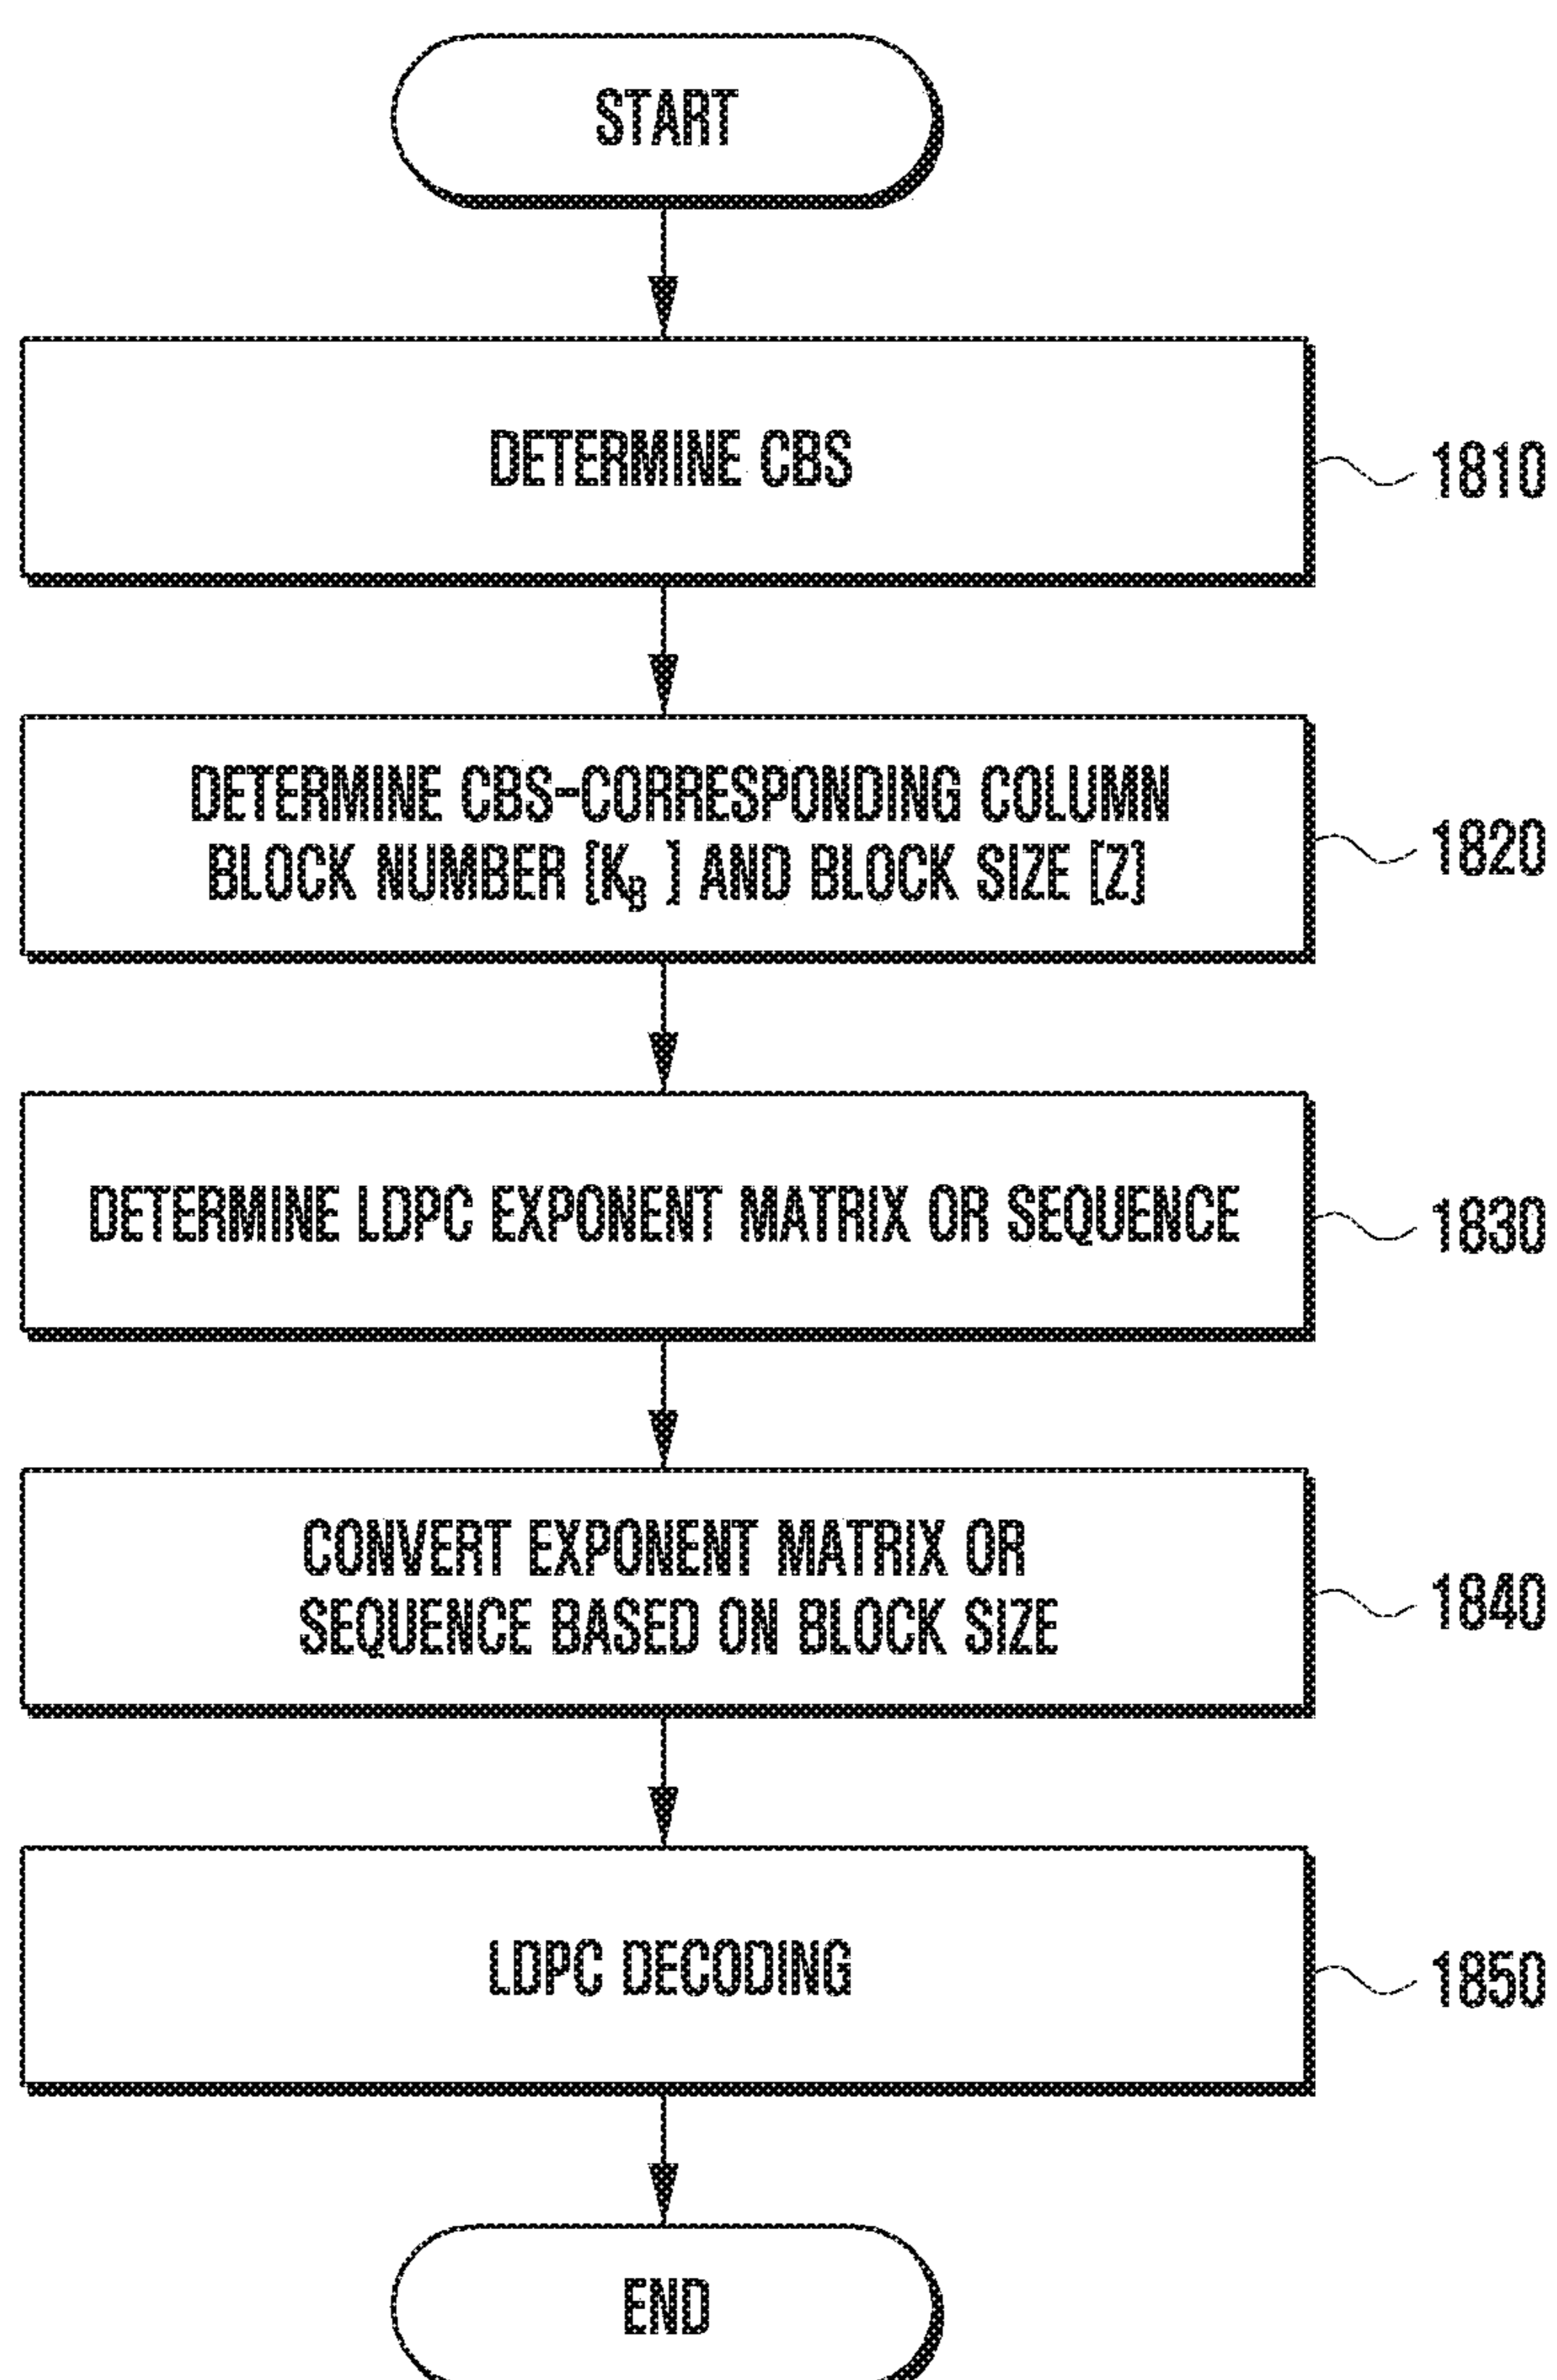 START
DETERMINE CBS
1810
DETERMINE CBS-CORRESPONDING COLUMN
BLOCK NUMBER [KB ] AND BLOCK SIZE [Z]
1820
DETERMINE LDPC EXPONENT MATRIX OR SEQUENCE
1830
CONVERT EXPONENT MATRIX OR
SEQUENCE BASED ON BLOCK SIZE
1840
LDPC DECODING
1850
END